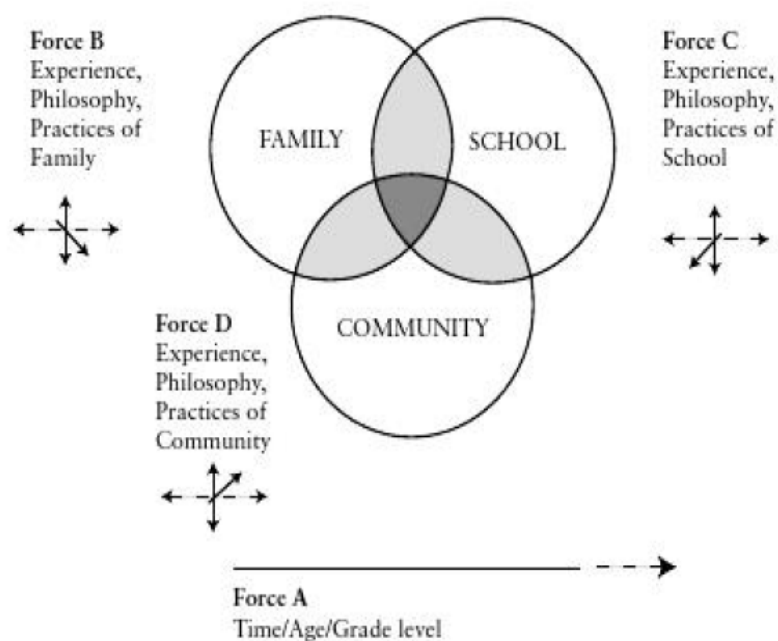 Force B
Experience,
Philosophy,
Practices of
Family
FAMILY
SCHOOL
Force C
Experience,
Philosophy,
Practices of
School
COMMUNITY
Force D
Experience,
Philosophy,
Practices of
Community
Force A
Time/Age/Grade level